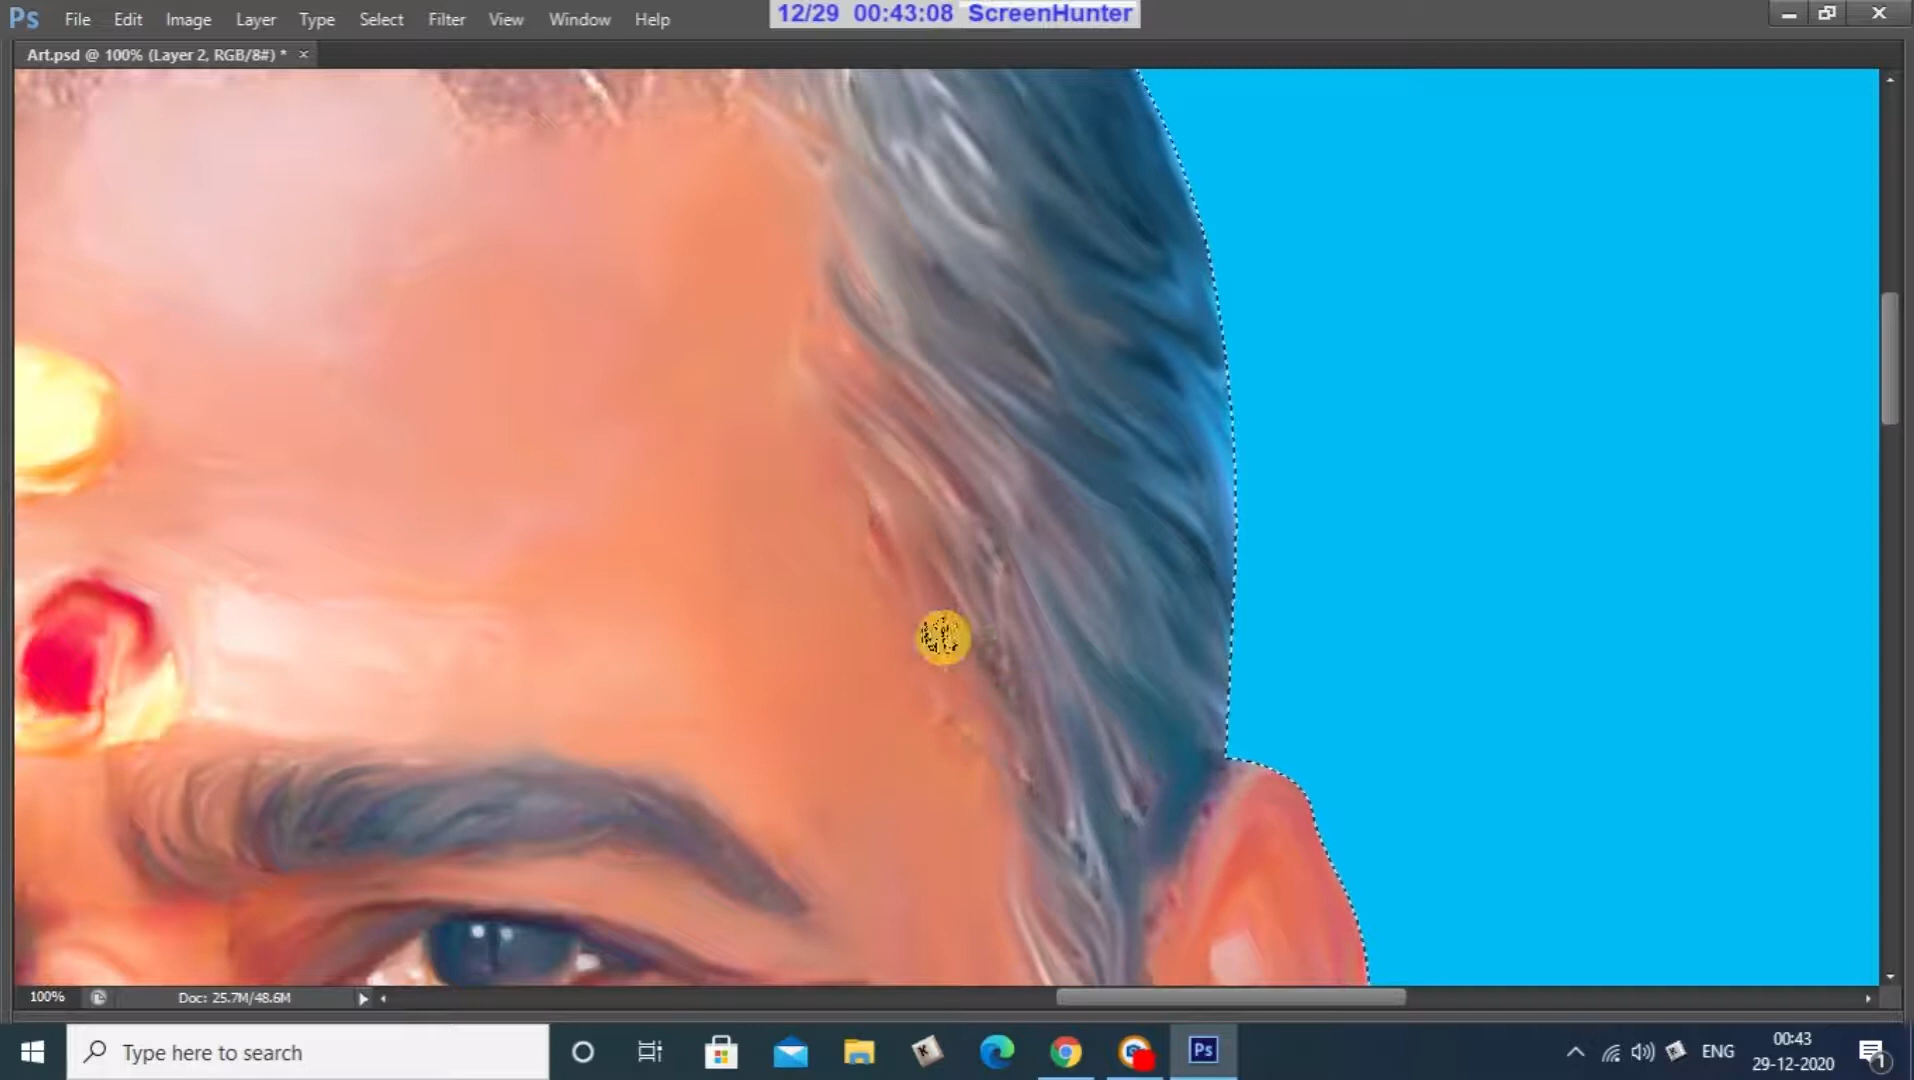 Ps File Edit Image Layer Type Select Filter View Window Help
12/29 00:43:08 ScreenHunter
Art.psd @ 100% (Layer 2, RGB/8#) * ×
100% Doc: 25.7M/48.6M
Type here to search
Ps
ENG
00:43
29-12-2020
1